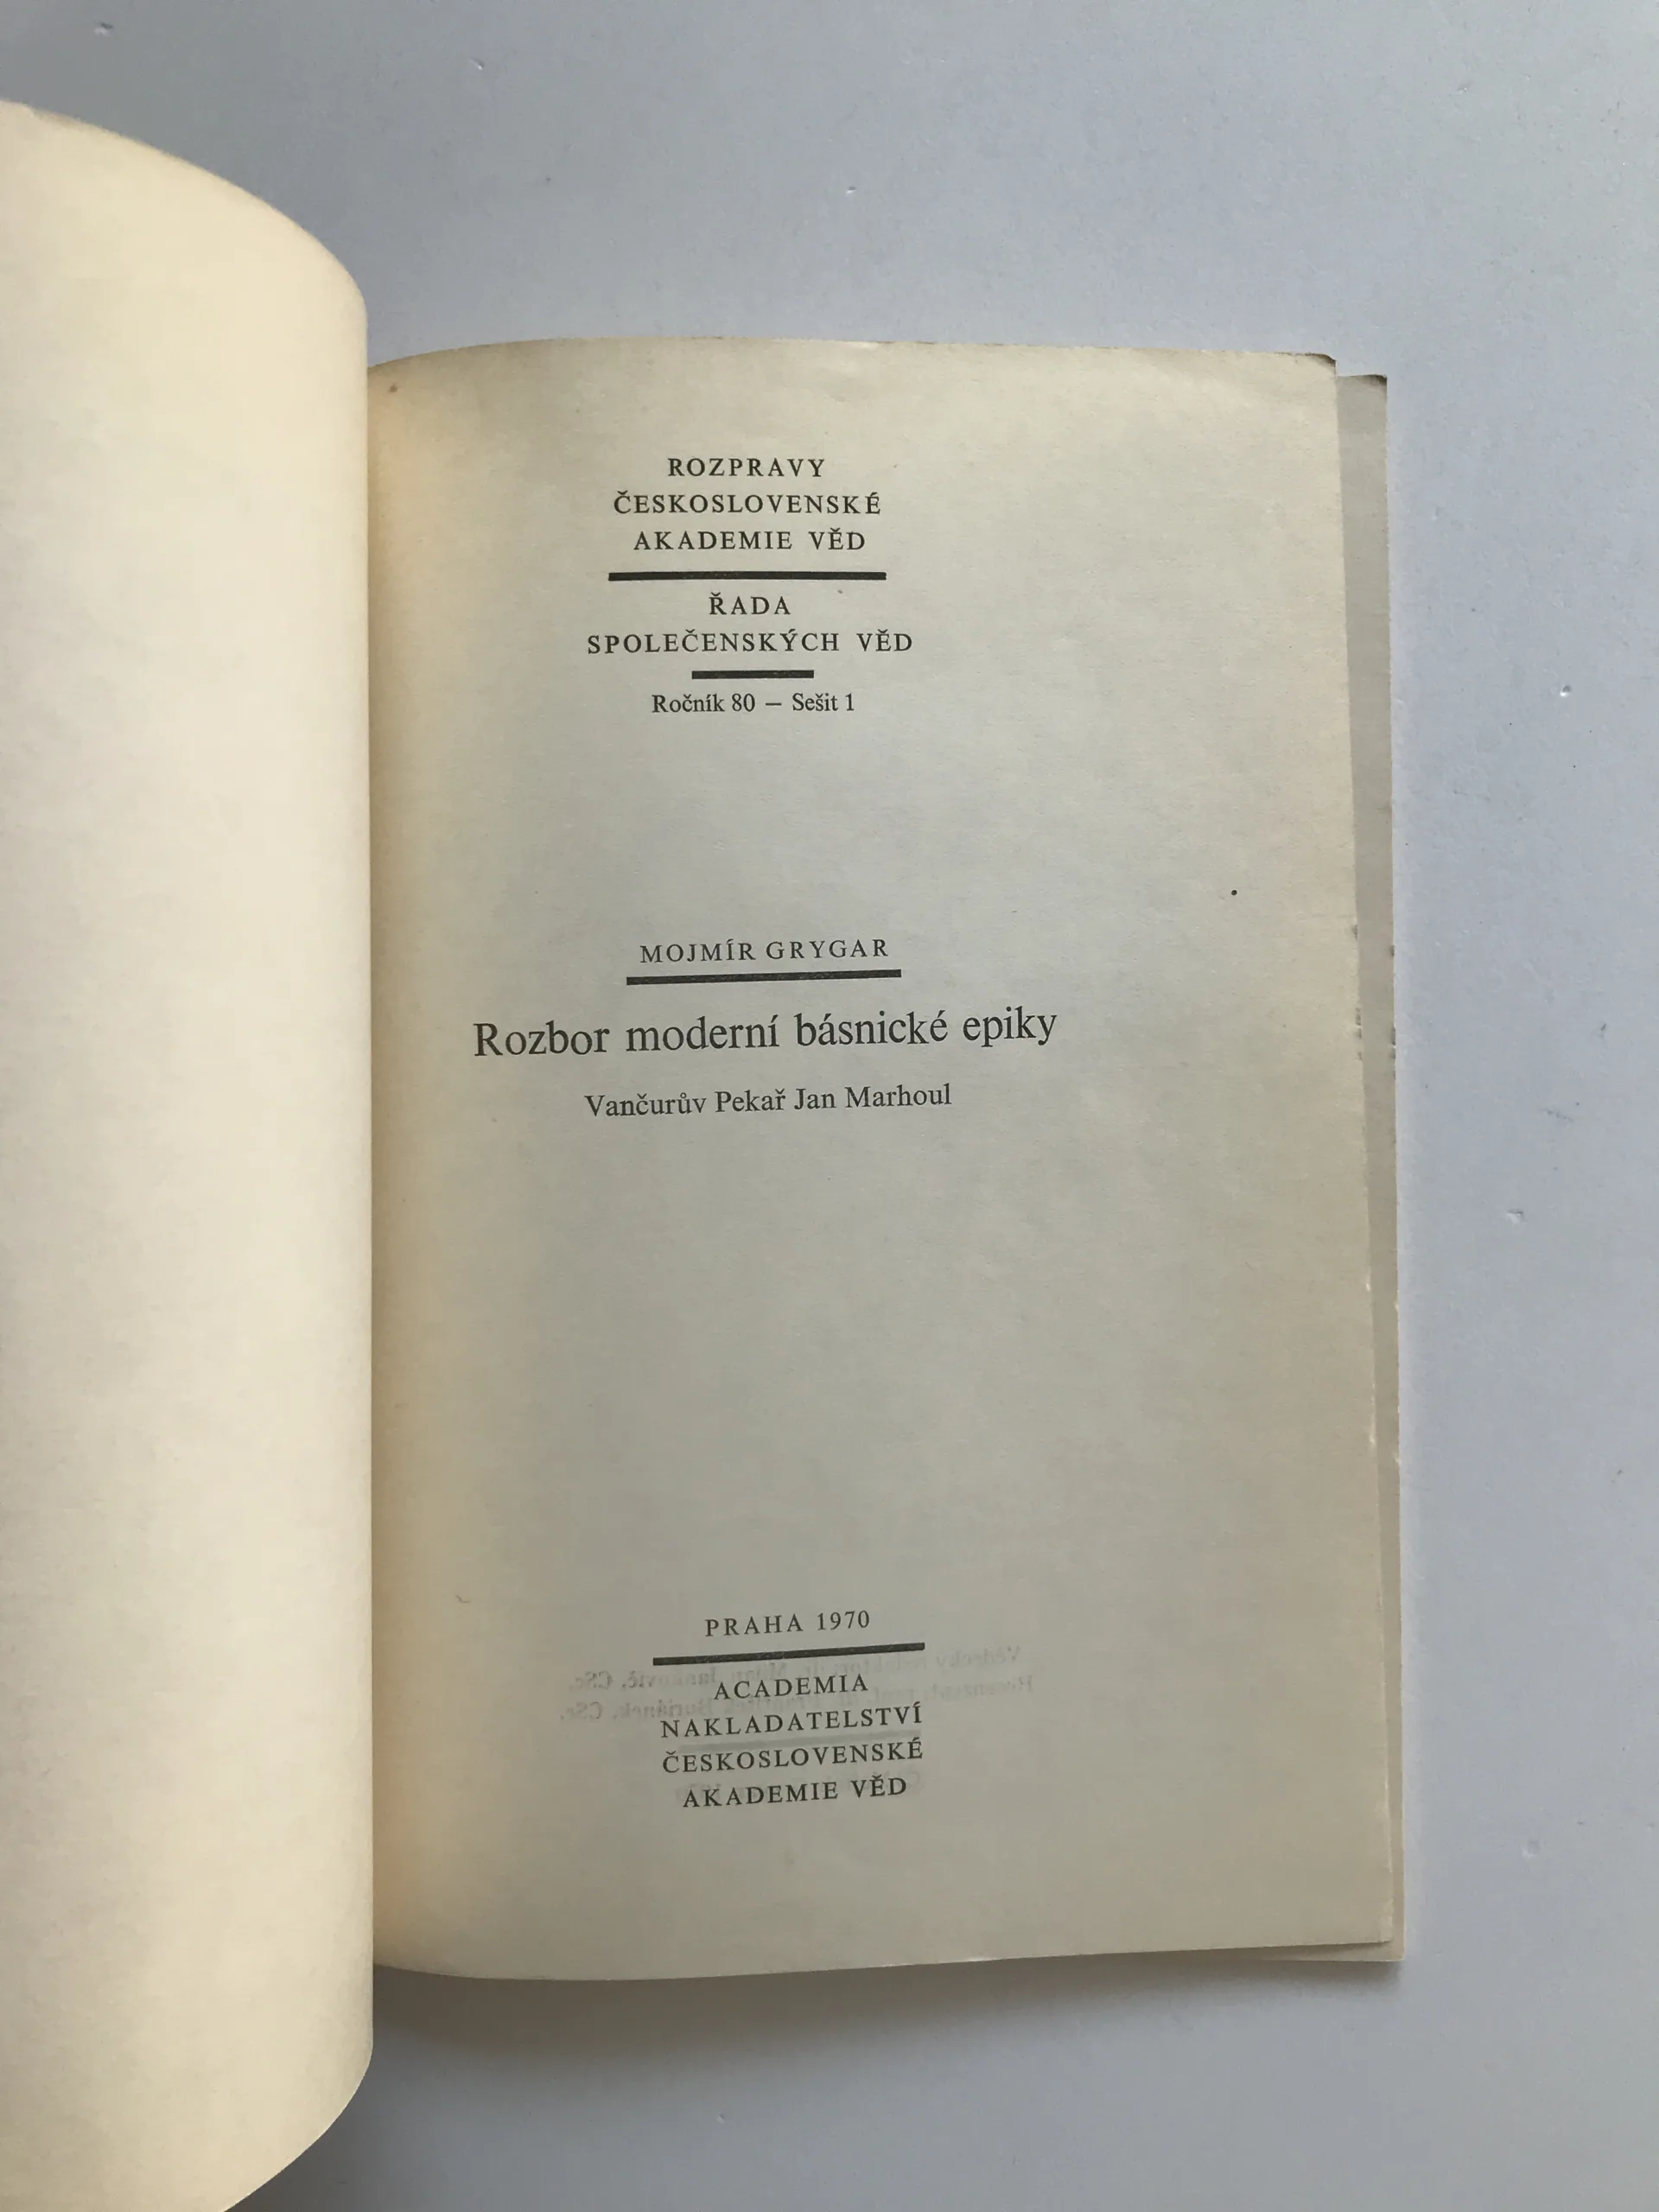 ROZPRAVY
ČESKOSLOVENSKÉ
AKADEMIE VĚD
ŘADA
SPOLEČENSKÝCH VĚD
Ročník 80 — Sešit 1
MOJMÍR GRYGAR
Rozbor moderní básnické epiky
Vančurův Pekař Jan Marhoul
PRAHA 1970
ACADEMIA
NAKLADATELSTVÍ
ČESKOSLOVENSKÉ
AKADEMIE VĚD